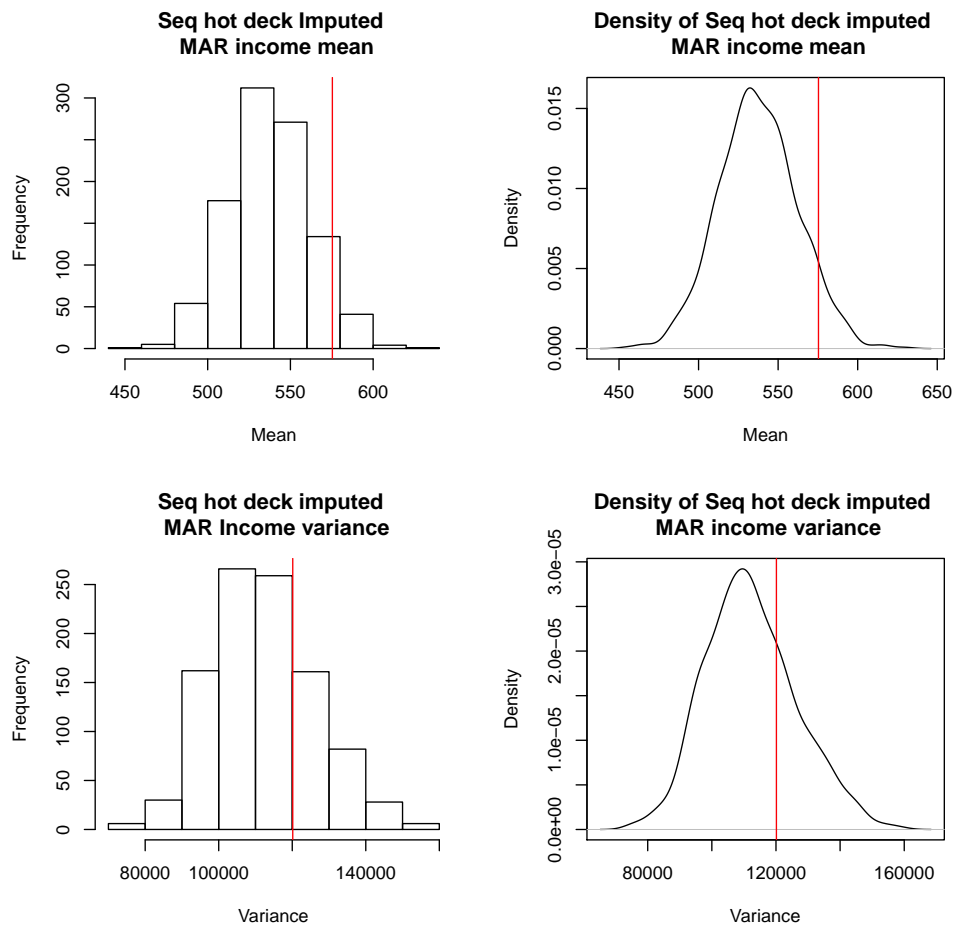 Seq hot deck Imputed
MAR income mean
Frequency
300
200
100
50
0
450 500 550 600
Mean
Density of Seq hot deck imputed
MAR income mean
Density
0.015
0.010
0.005
0.000
450 500 550 600 650
Mean
Seq hot deck imputed
MAR Income variance
Frequency
250
200
150
100
50
0
80000 100000 140000
Variance
Density of Seq hot deck imputed
MAR income variance
Density
3.0e−05
2.0e−05
1.0e−05
0.0e+00
80000 120000 160000
Variance